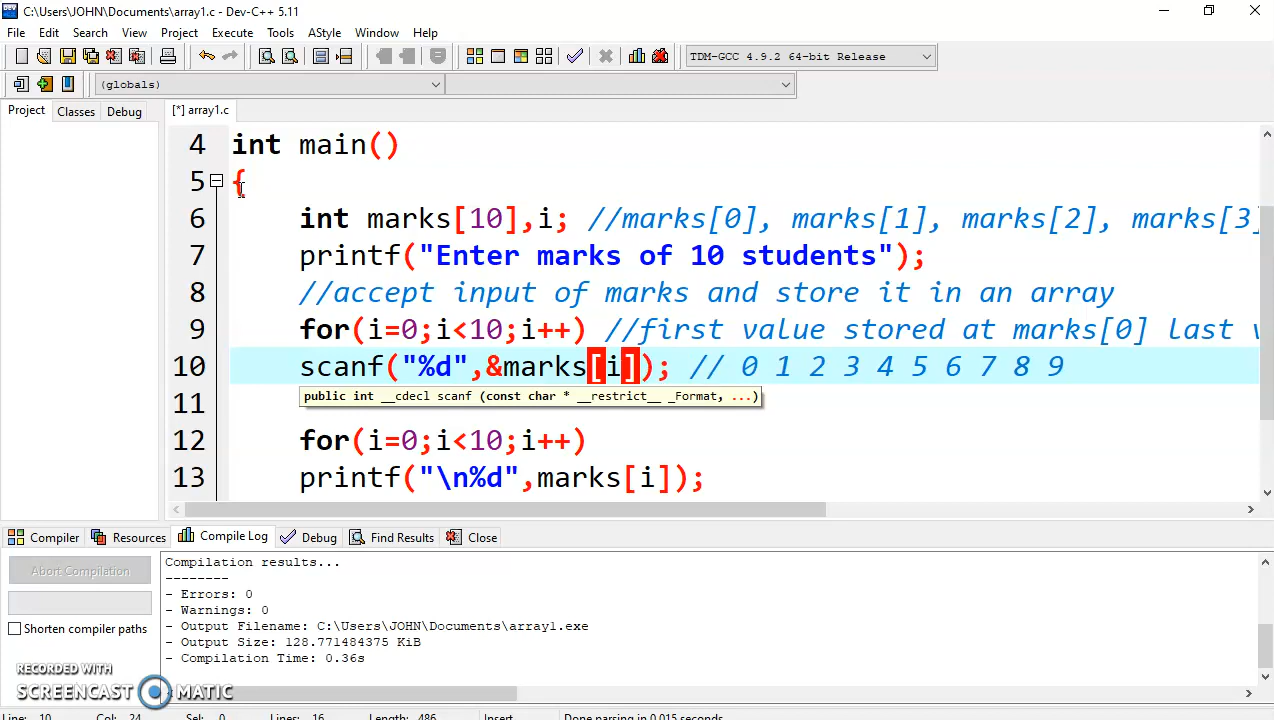 C:\Users\JOHN\Documents\array1.c - Dev-C++ 5.11
File Edit Search View Project Execute Tools AStyle Window Help
TDM-GCC 4.9.2 64-bit Release
(globals)
Project Classes Debug [*] array1.c
4 int main()
5 {
6 int marks[10],i; //marks[0], marks[1], marks[2], marks[3]
7 printf("Enter marks of 10 students");
8 //accept input of marks and store it in an array
9 for(i=0;i<10;i++) //first value stored at marks[0] last
10 scanf("%d",&marks[i]); // 0 1 2 3 4 5 6 7 8 9
public int __cdecl scanf (const char * __restrict__ _Format, ...)
11
12 for(i=0;i<10;i++)
13 printf("\n%d",marks[i]);
Compiler Resources Compile Log Debug Find Results Close
Abort Compilation
Shorten compiler paths
Compilation results...
--------
- Errors: 0
- Warnings: 0
- Output Filename: C:\Users\JOHN\Documents\array1.exe
- Output Size: 128.771484375 KiB
- Compilation Time: 0.36s
RECORDED WITH
SCREENCAST MATIC
Line: 10 Col: 24 Sel: 0 Lines: 16 Length: 486 Insert Done parsing in 0.015 seconds